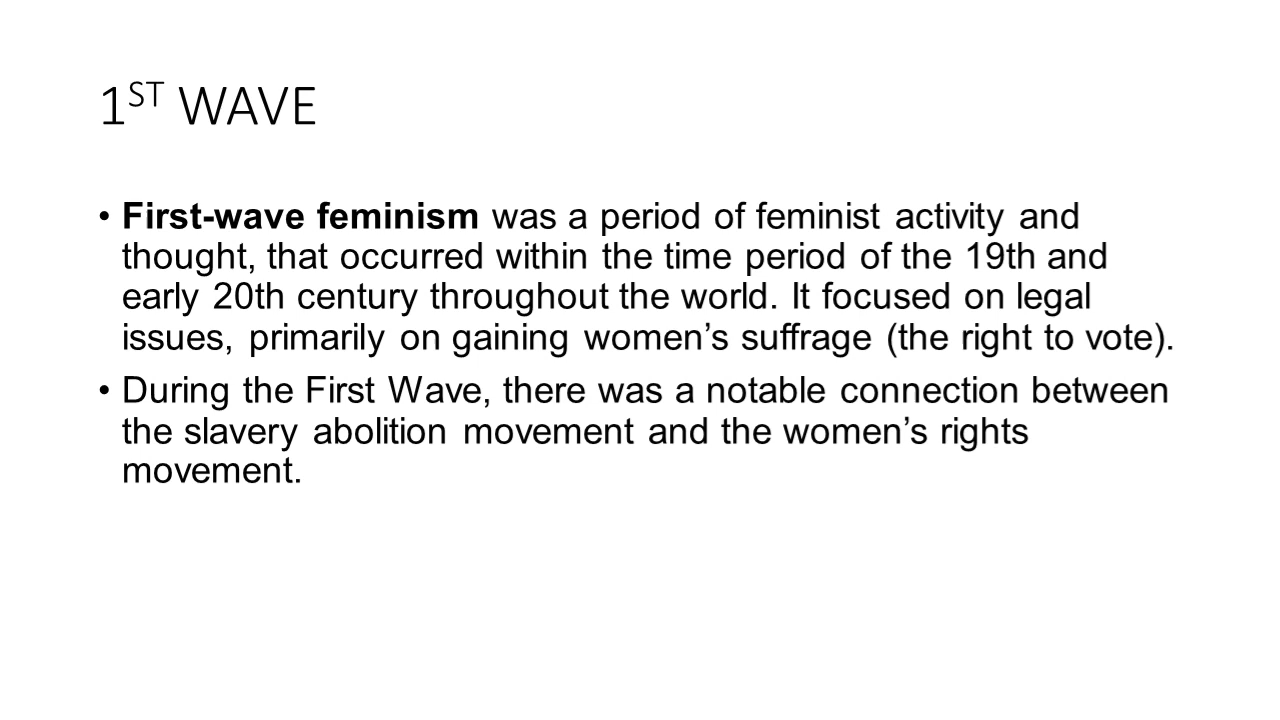 1ST WAVE
• First-wave feminism was a period of feminist activity and
thought, that occurred within the time period of the 19th and
early 20th century throughout the world. It focused on legal
issues, primarily on gaining women’s suffrage (the right to vote).
• During the First Wave, there was a notable connection between
the slavery abolition movement and the women’s rights
movement.